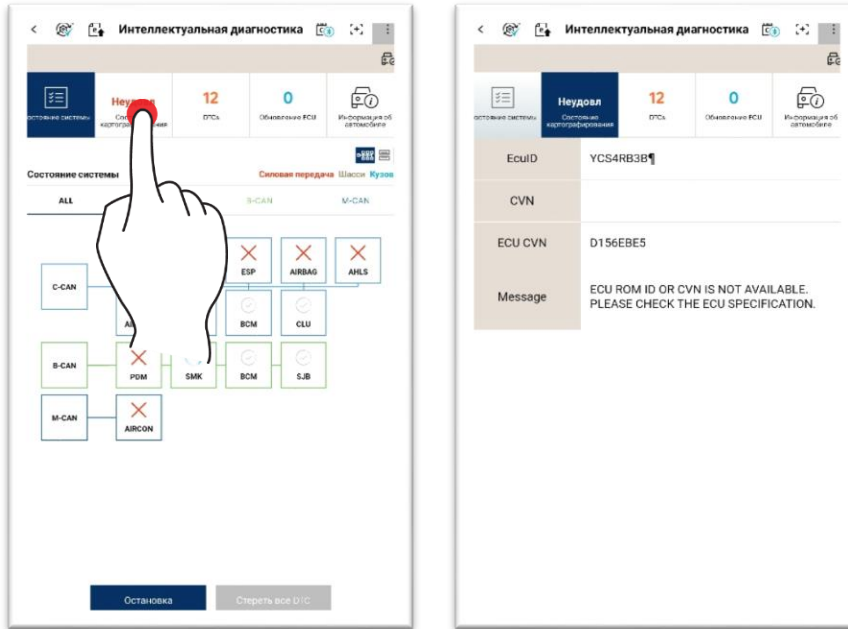 Интеллектуальная диагностика
остояние системы
12
DTCs
0
Обновление ECU
Информация об
автомобиле
Состояние системы
Силовая передача Шасси Кузов
ALL
B-CAN
M-CAN
C-CAN
ESP
AIRBAG
AHLS
BCM
CLU
B-CAN
PDM
SMK
BCM
SJB
M-CAN
AIRCON
Остановка
Стереть все DTC
Интеллектуальная диагностика
остояние системы
Неудовл
Состояние
картографирования
12
DTCs
0
Обновление ECU
Информация об
автомобиле
EcuID
YCS4RB3B¶
CVN
ECU CVN
D156EBE5
Message
ECU ROM ID OR CVN IS NOT AVAILABLE.
PLEASE CHECK THE ECU SPECIFICATION.